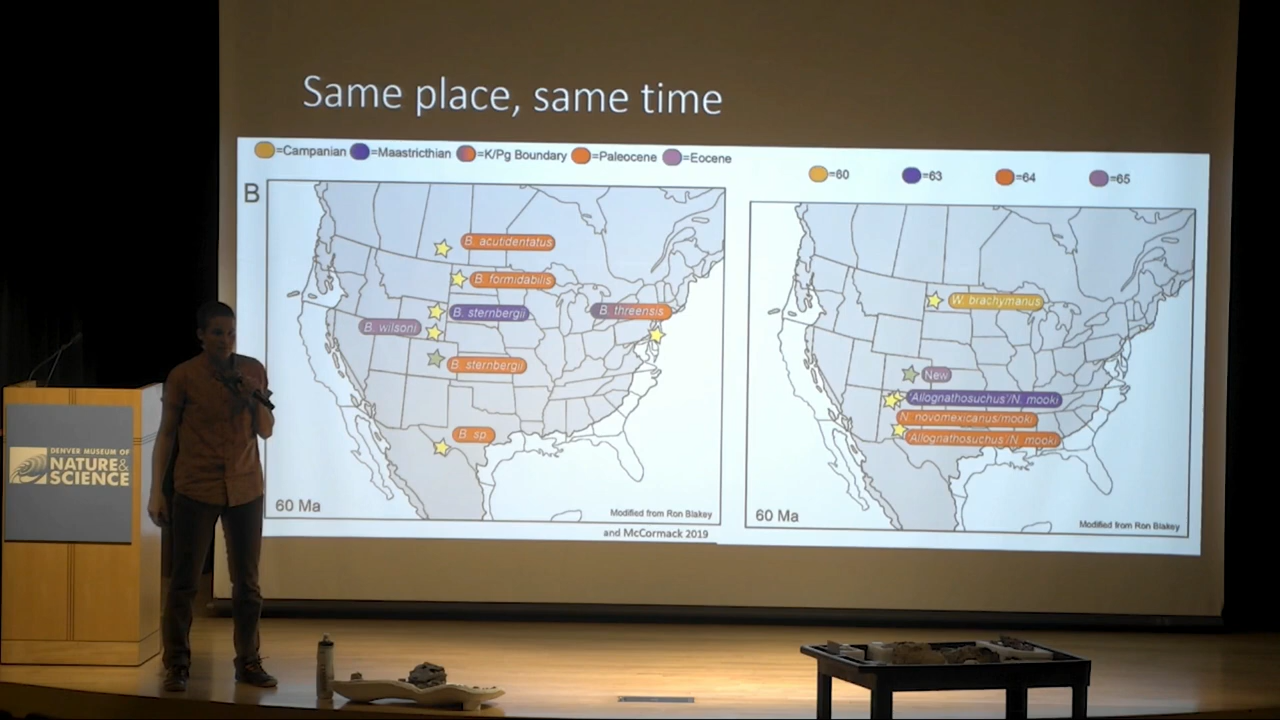 Same place, same time
=Campanian =Maastricthian =K/Pg Boundary =Paleocene =Eocene
B
B. acutidentatus
B. formidabilis
B. sternbergii
B. threensis
B. wilsoni
B. sternbergii
B. sp.
60 Ma
Modified from Ron Blakey
and McCormack 2019
=60 =63 =64 =65
W. brachymanus
New
'Allognathosuchus'/N. mooki
N. novomexicanus/mooki
'Allognathosuchus'/N. mooki
60 Ma
Modified from Ron Blakey
DENVER MUSEUM OF
NATURE &
SCIENCE